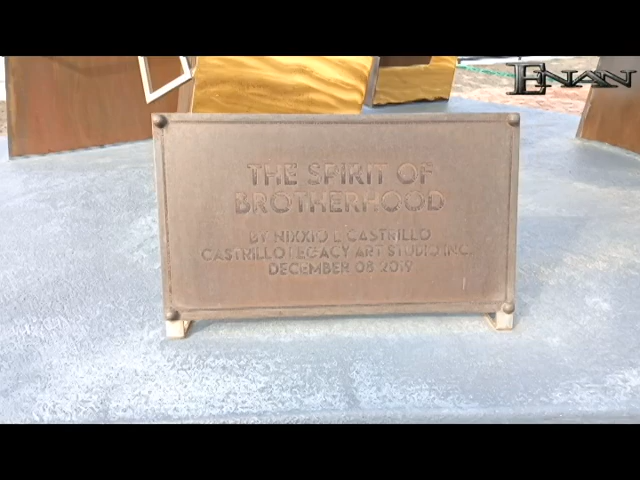 ENAN
THE SPIRIT OF
BROTHERHOOD
BY NIXXIO L CASTRILLO
CASTRILLO LEGACY ART STUDIO INC.
DECEMBER 08 2019